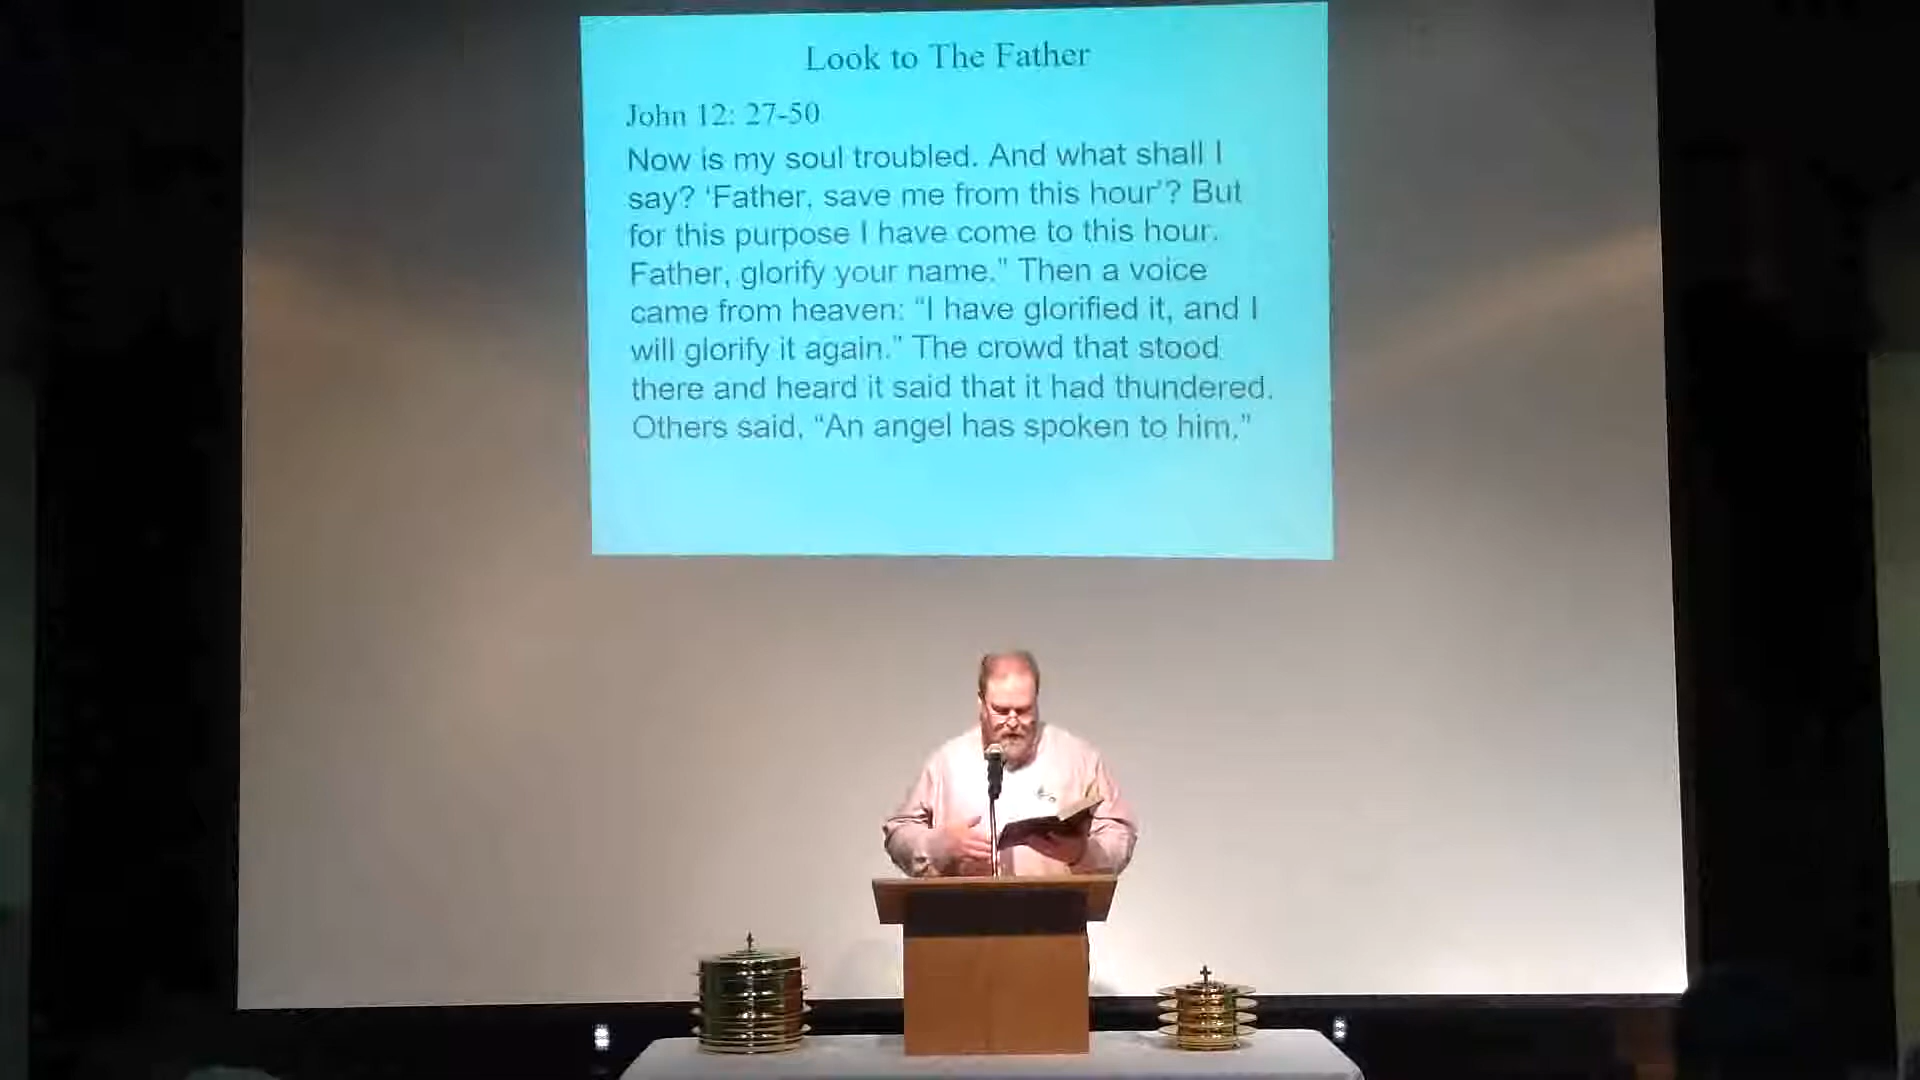 Look to The Father
John 12: 27-50
Now is my soul troubled. And what shall I
say? ‘Father, save me from this hour’? But
for this purpose I have come to this hour.
Father, glorify your name.” Then a voice
came from heaven: “I have glorified it, and I
will glorify it again.” The crowd that stood
there and heard it said that it had thundered.
Others said, “An angel has spoken to him.”